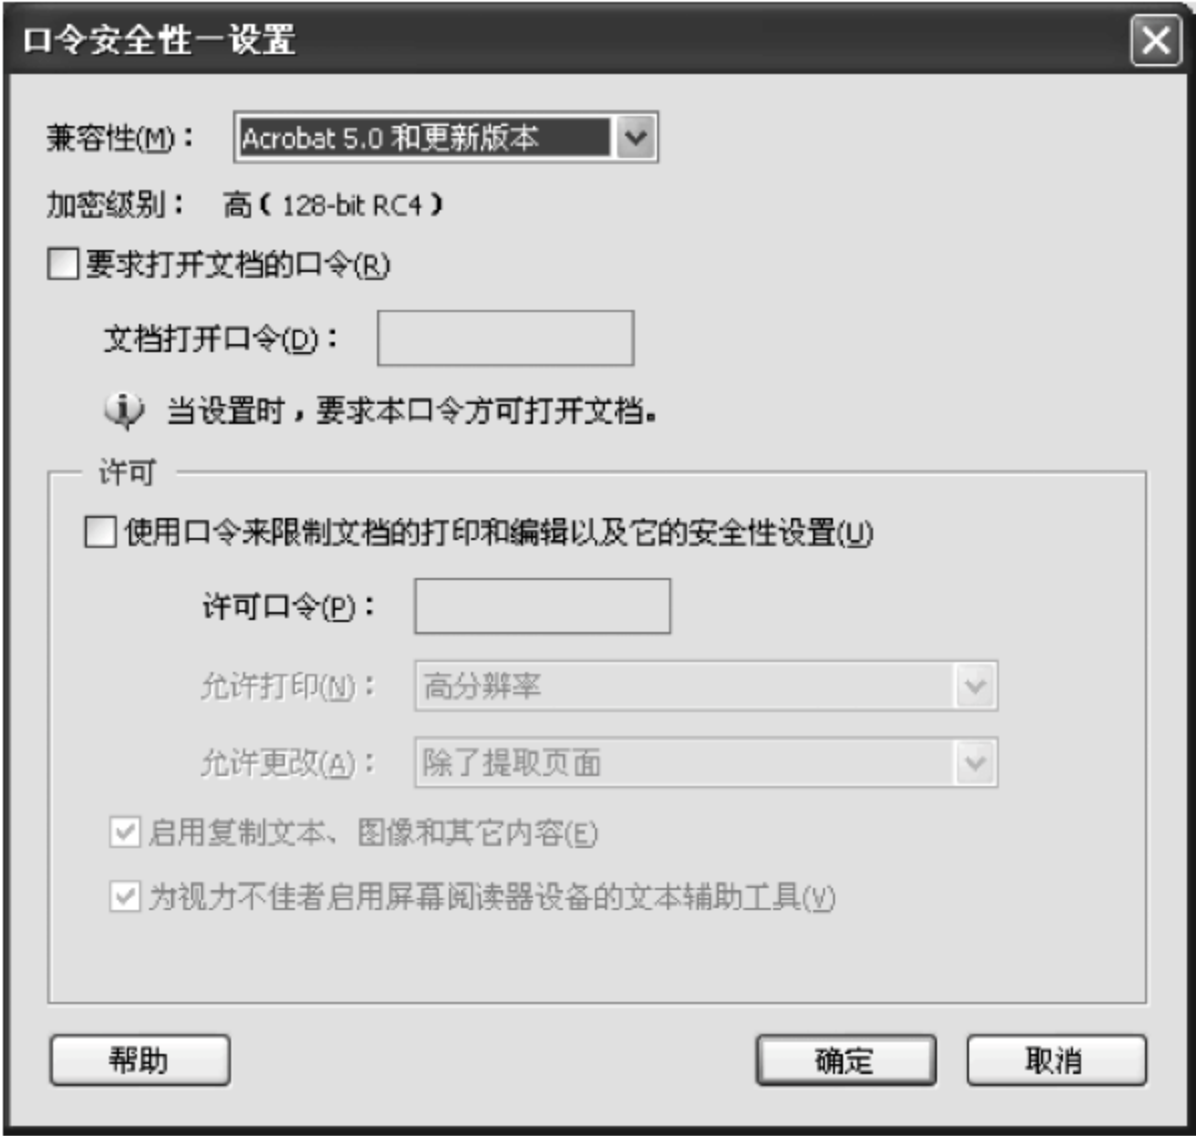 口令安全性－设置
兼容性(M)： Acrobat 5.0 和更新版本
加密级别： 高（128-bit RC4）
要求打开文档的口令(R)
文档打开口令(D)：
当设置时，要求本口令方可打开文档。
许可
使用口令来限制文档的打印和编辑以及它的安全性设置(U)
许可口令(P)：
允许打印(N)： 高分辨率
允许更改(A)： 除了提取页面
启用复制文本、图像和其它内容(E)
为视力不佳者启用屏幕阅读器设备的文本辅助工具(V)
帮助 确定 取消